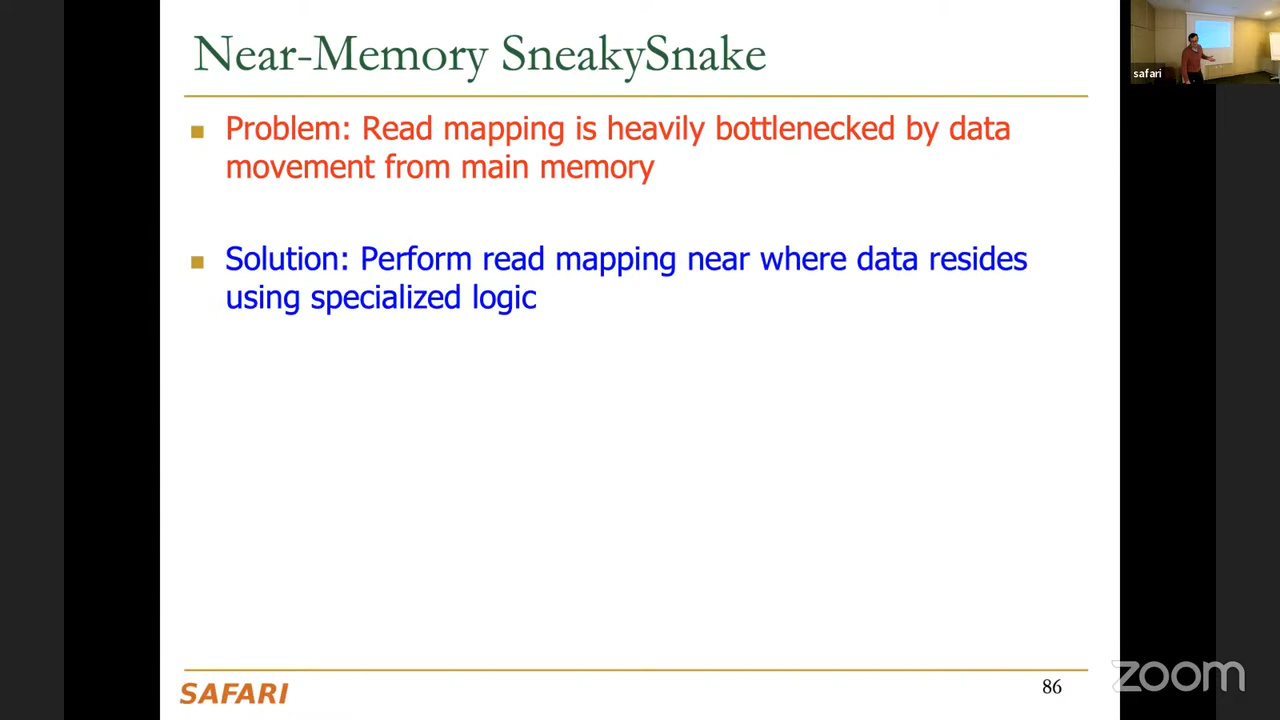 Near-Memory SneakySnake
Problem: Read mapping is heavily bottlenecked by data
movement from main memory
Solution: Perform read mapping near where data resides
using specialized logic
SAFARI
86
safari
zoom